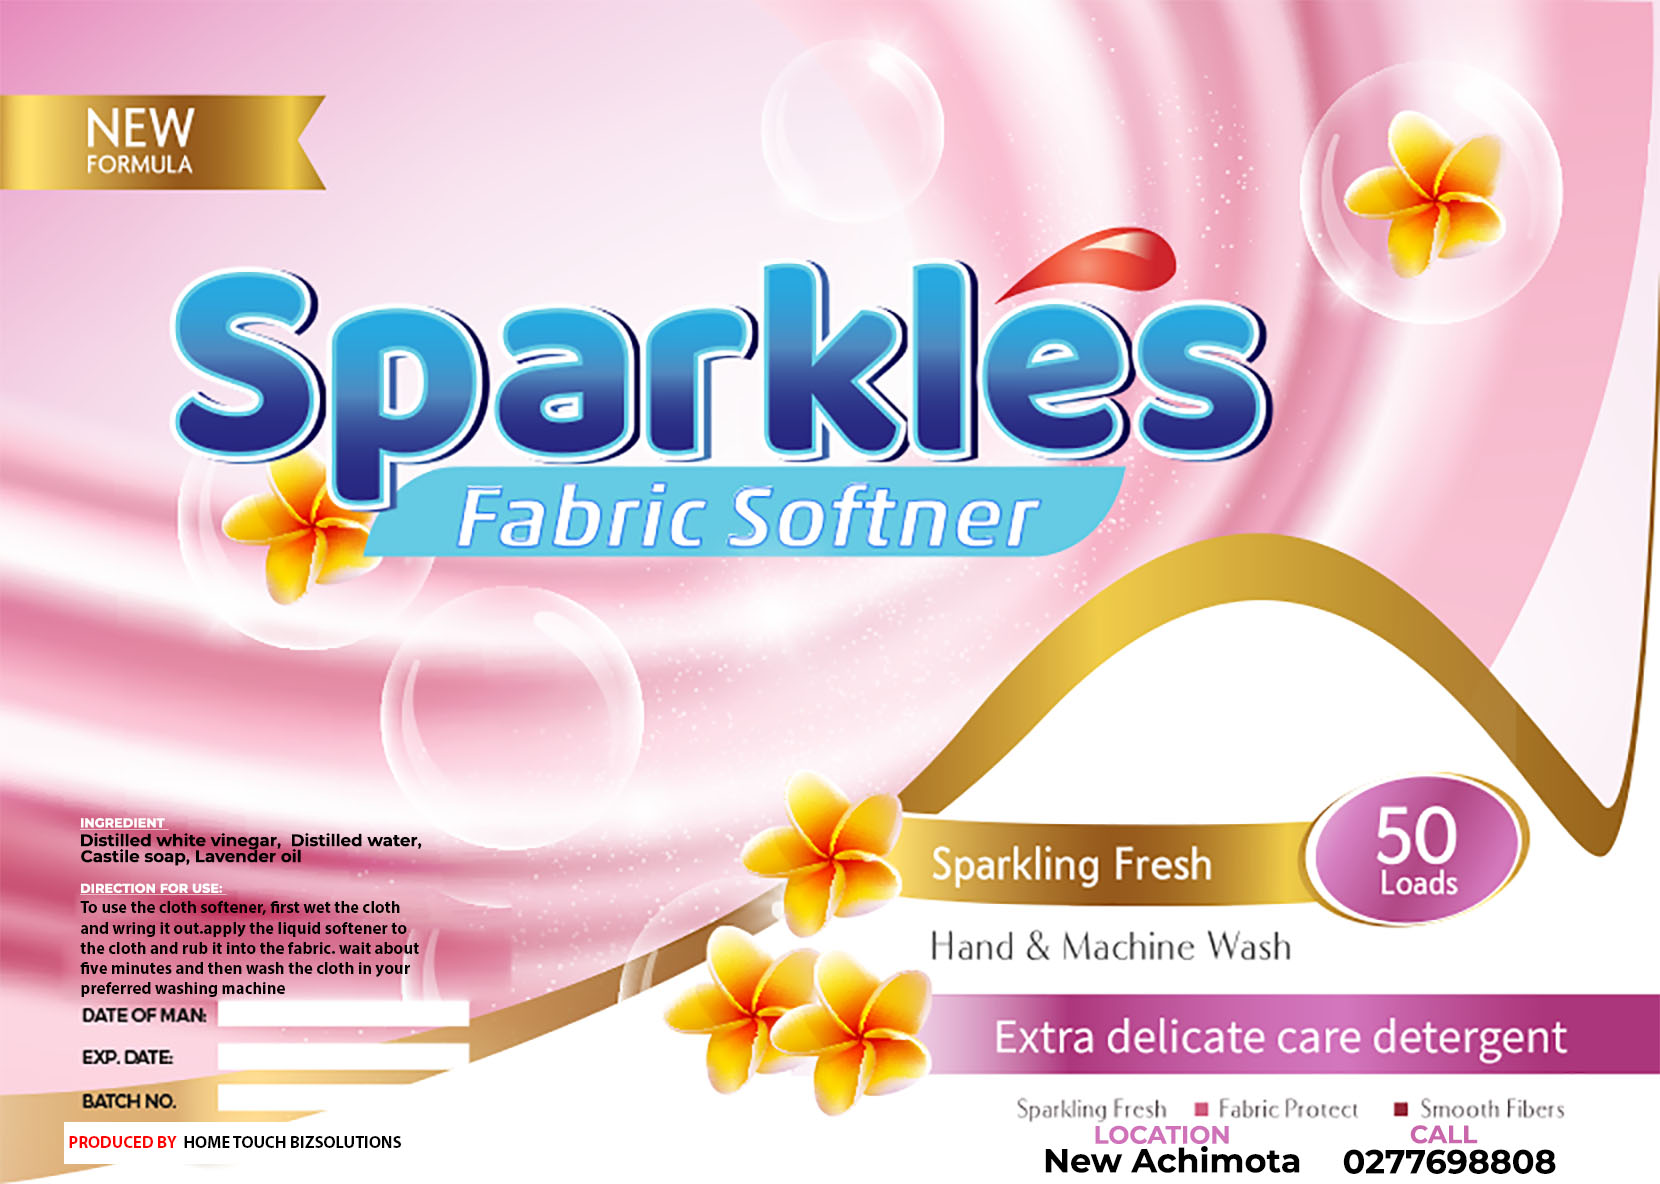 NEW
FORMULA
Sparkles
Fabric Softner
INGREDIENT
Distilled white vinegar, Distilled water,
Castile soap, Lavender oil
DIRECTION FOR USE:
To use the cloth softener, first wet the cloth
and wring it out.apply the liquid softener to
the cloth and rub it into the fabric. wait about
five minutes and then wash the cloth in your
preferred washing machine
DATE OF MAN:
EXP. DATE:
BATCH NO.
PRODUCED BY HOME TOUCH BIZSOLUTIONS
Sparkling Fresh
50
Loads
Hand & Machine Wash
Extra delicate care detergent
Sparkling Fresh Fabric Protect Smooth Fibers
LOCATION CALL
New Achimota 0277698808